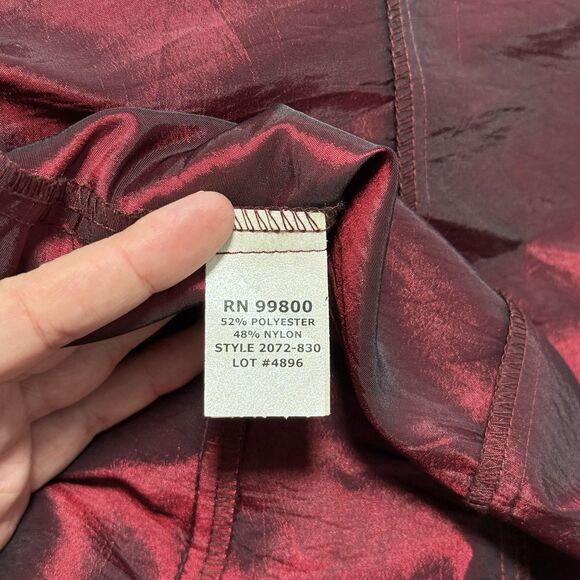 RN 99800
52% POLYESTER
48% NYLON
STYLE 2072-830
LOT #4896